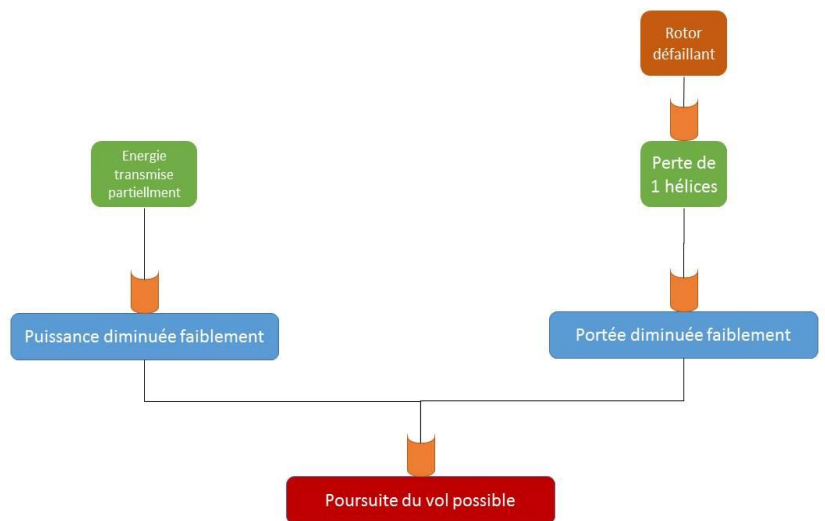 Rotor
défaillant
Energie
transmise
partiellment
Perte de
1 hélices
Puissance diminuée faiblement
Portée diminuée faiblement
Poursuite du vol possible